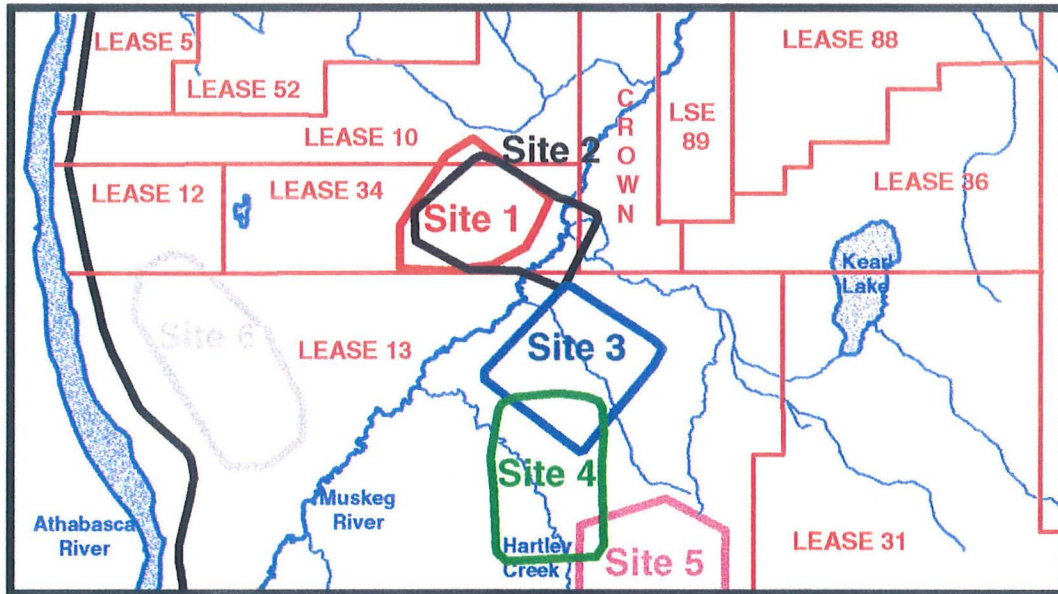 LEASE 5
LEASE 88
LEASE 52
C
R
O
W
N
LSE
89
LEASE 10
Site 2
LEASE 12
LEASE 34
LEASE 36
Site 1
Kearl
Lake
Site 6
LEASE 13
Site 3
Site 4
Muskeg
River
Athabasca
River
Hartley
Creek
Site 5
LEASE 31